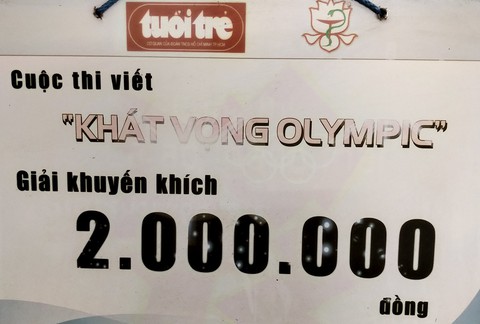 tuổi trẻ
Cuộc thi viết
"KHÁT VỌNG OLYMPIC"
Giải khuyến khích
2.000.000
đồng